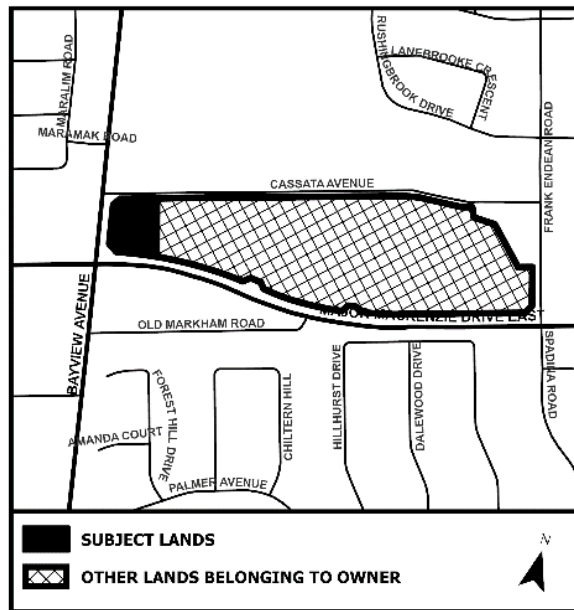 MARALIM ROAD
MARAMAK ROAD
RUSHINGBROOK DRIVE
LANEBROOKE CRESCENT
FRANK ENDEAN ROAD
CASSATA AVENUE
BAYVIEW AVENUE
MAJOR MACKENZIE DRIVE EAST
OLD MARKHAM ROAD
SPADINA ROAD
FOREST HILL DRIVE
CHILTERN HILL
HILLHURST DRIVE
DALEWOOD DRIVE
AMANDA COURT
PALMER AVENUE
SUBJECT LANDS
OTHER LANDS BELONGING TO OWNER
N